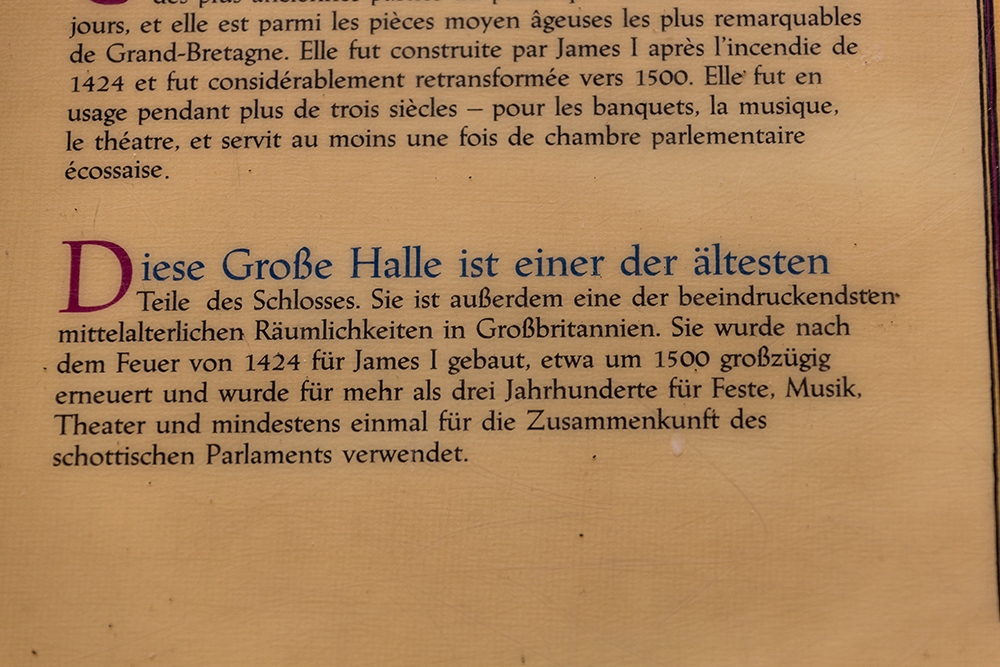 jours, et elle est parmi les pièces moyen âgeuses les plus remarquables
de Grand-Bretagne. Elle fut construite par James I après l'incendie de
1424 et fut considérablement retransformée vers 1500. Elle fut en
usage pendant plus de trois siècles – pour les banquets, la musique,
le théatre, et servit au moins une fois de chambre parlementaire
écossaise.
Diese Große Halle ist einer der ältesten
Teile des Schlosses. Sie ist außerdem eine der beeindruckendsten
mittelalterlichen Räumlichkeiten in Großbritannien. Sie wurde nach
dem Feuer von 1424 für James I gebaut, etwa um 1500 großzügig
erneuert und wurde für mehr als drei Jahrhunderte für Feste, Musik,
Theater und mindestens einmal für die Zusammenkunft des
schottischen Parlaments verwendet.